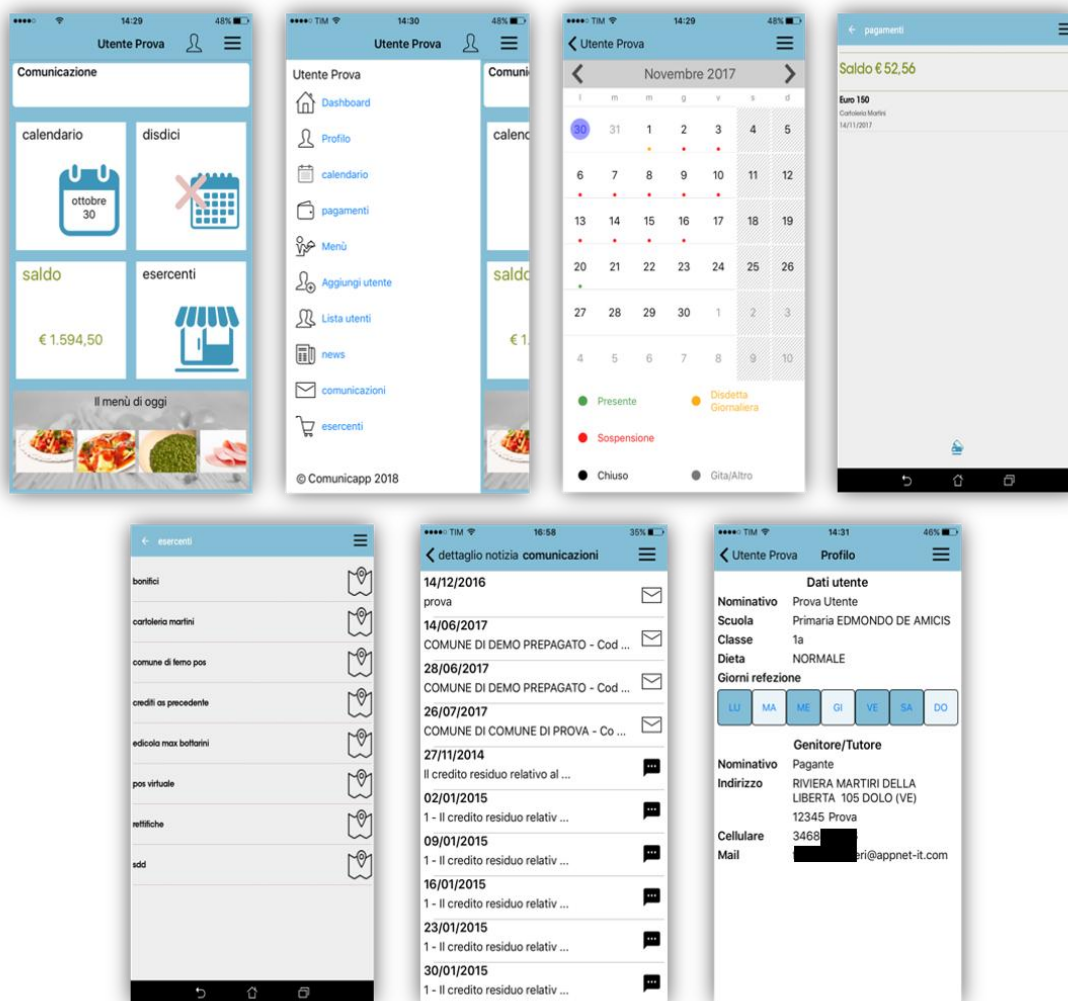 14:29 48%
Utente Prova
Comunicazione
calendario
disdici
ottobre
30
saldo
esercenti
€ 1.594,50
Il menù di oggi
TIM 14:30 48%
Utente Prova
Utente Prova
Comuni
Dashboard
Profilo
calend
calendario
pagamenti
Menù
Aggiungi utente
saldo
Lista utenti
€ 1.
news
comunicazioni
esercenti
© Comunicapp 2018
TIM 14:29 48%
Utente Prova
Novembre 2017
l m m g v s d
30 31 1 2 3 4 5
6 7 8 9 10 11 12
13 14 15 16 17 18 19
20 21 22 23 24 25 26
27 28 29 30 1 2 3
4 5 6 7 8 9 10
Presente
Disdetta
Giornaliera
Sospensione
Chiuso
Gita/Altro
pagamenti
Saldo € 52,56
Euro 150
Cartoleria Martini
14/11/2017
esercenti
bonifici
cartoleria martini
comune di ferno pos
crediti as precedente
edicola max bottarini
pos virtuale
rettifiche
sdd
TIM 16:58 35%
dettaglio notizia comunicazioni
14/12/2016
prova
14/06/2017
COMUNE DI DEMO PREPAGATO - Cod ...
28/06/2017
COMUNE DI DEMO PREPAGATO - Cod ...
26/07/2017
COMUNE DI COMUNE DI PROVA - Co ...
27/11/2014
Il credito residuo relativo al ...
02/01/2015
1 - Il credito residuo relativ ...
09/01/2015
1 - Il credito residuo relativ ...
16/01/2015
1 - Il credito residuo relativ ...
23/01/2015
1 - Il credito residuo relativ ...
30/01/2015
1 - Il credito residuo relativ ...
TIM 14:31 46%
Utente Prova Profilo
Dati utente
Nominativo Prova Utente
Scuola Primaria EDMONDO DE AMICIS
Classe 1a
Dieta NORMALE
Giorni refezione
LU MA ME GI VE SA DO
Genitore/Tutore
Nominativo Pagante
Indirizzo RIVIERA MARTIRI DELLA
LIBERTA 105 DOLO (VE)
12345 Prova
Cellulare 3468
Mail eri@appnet-it.com